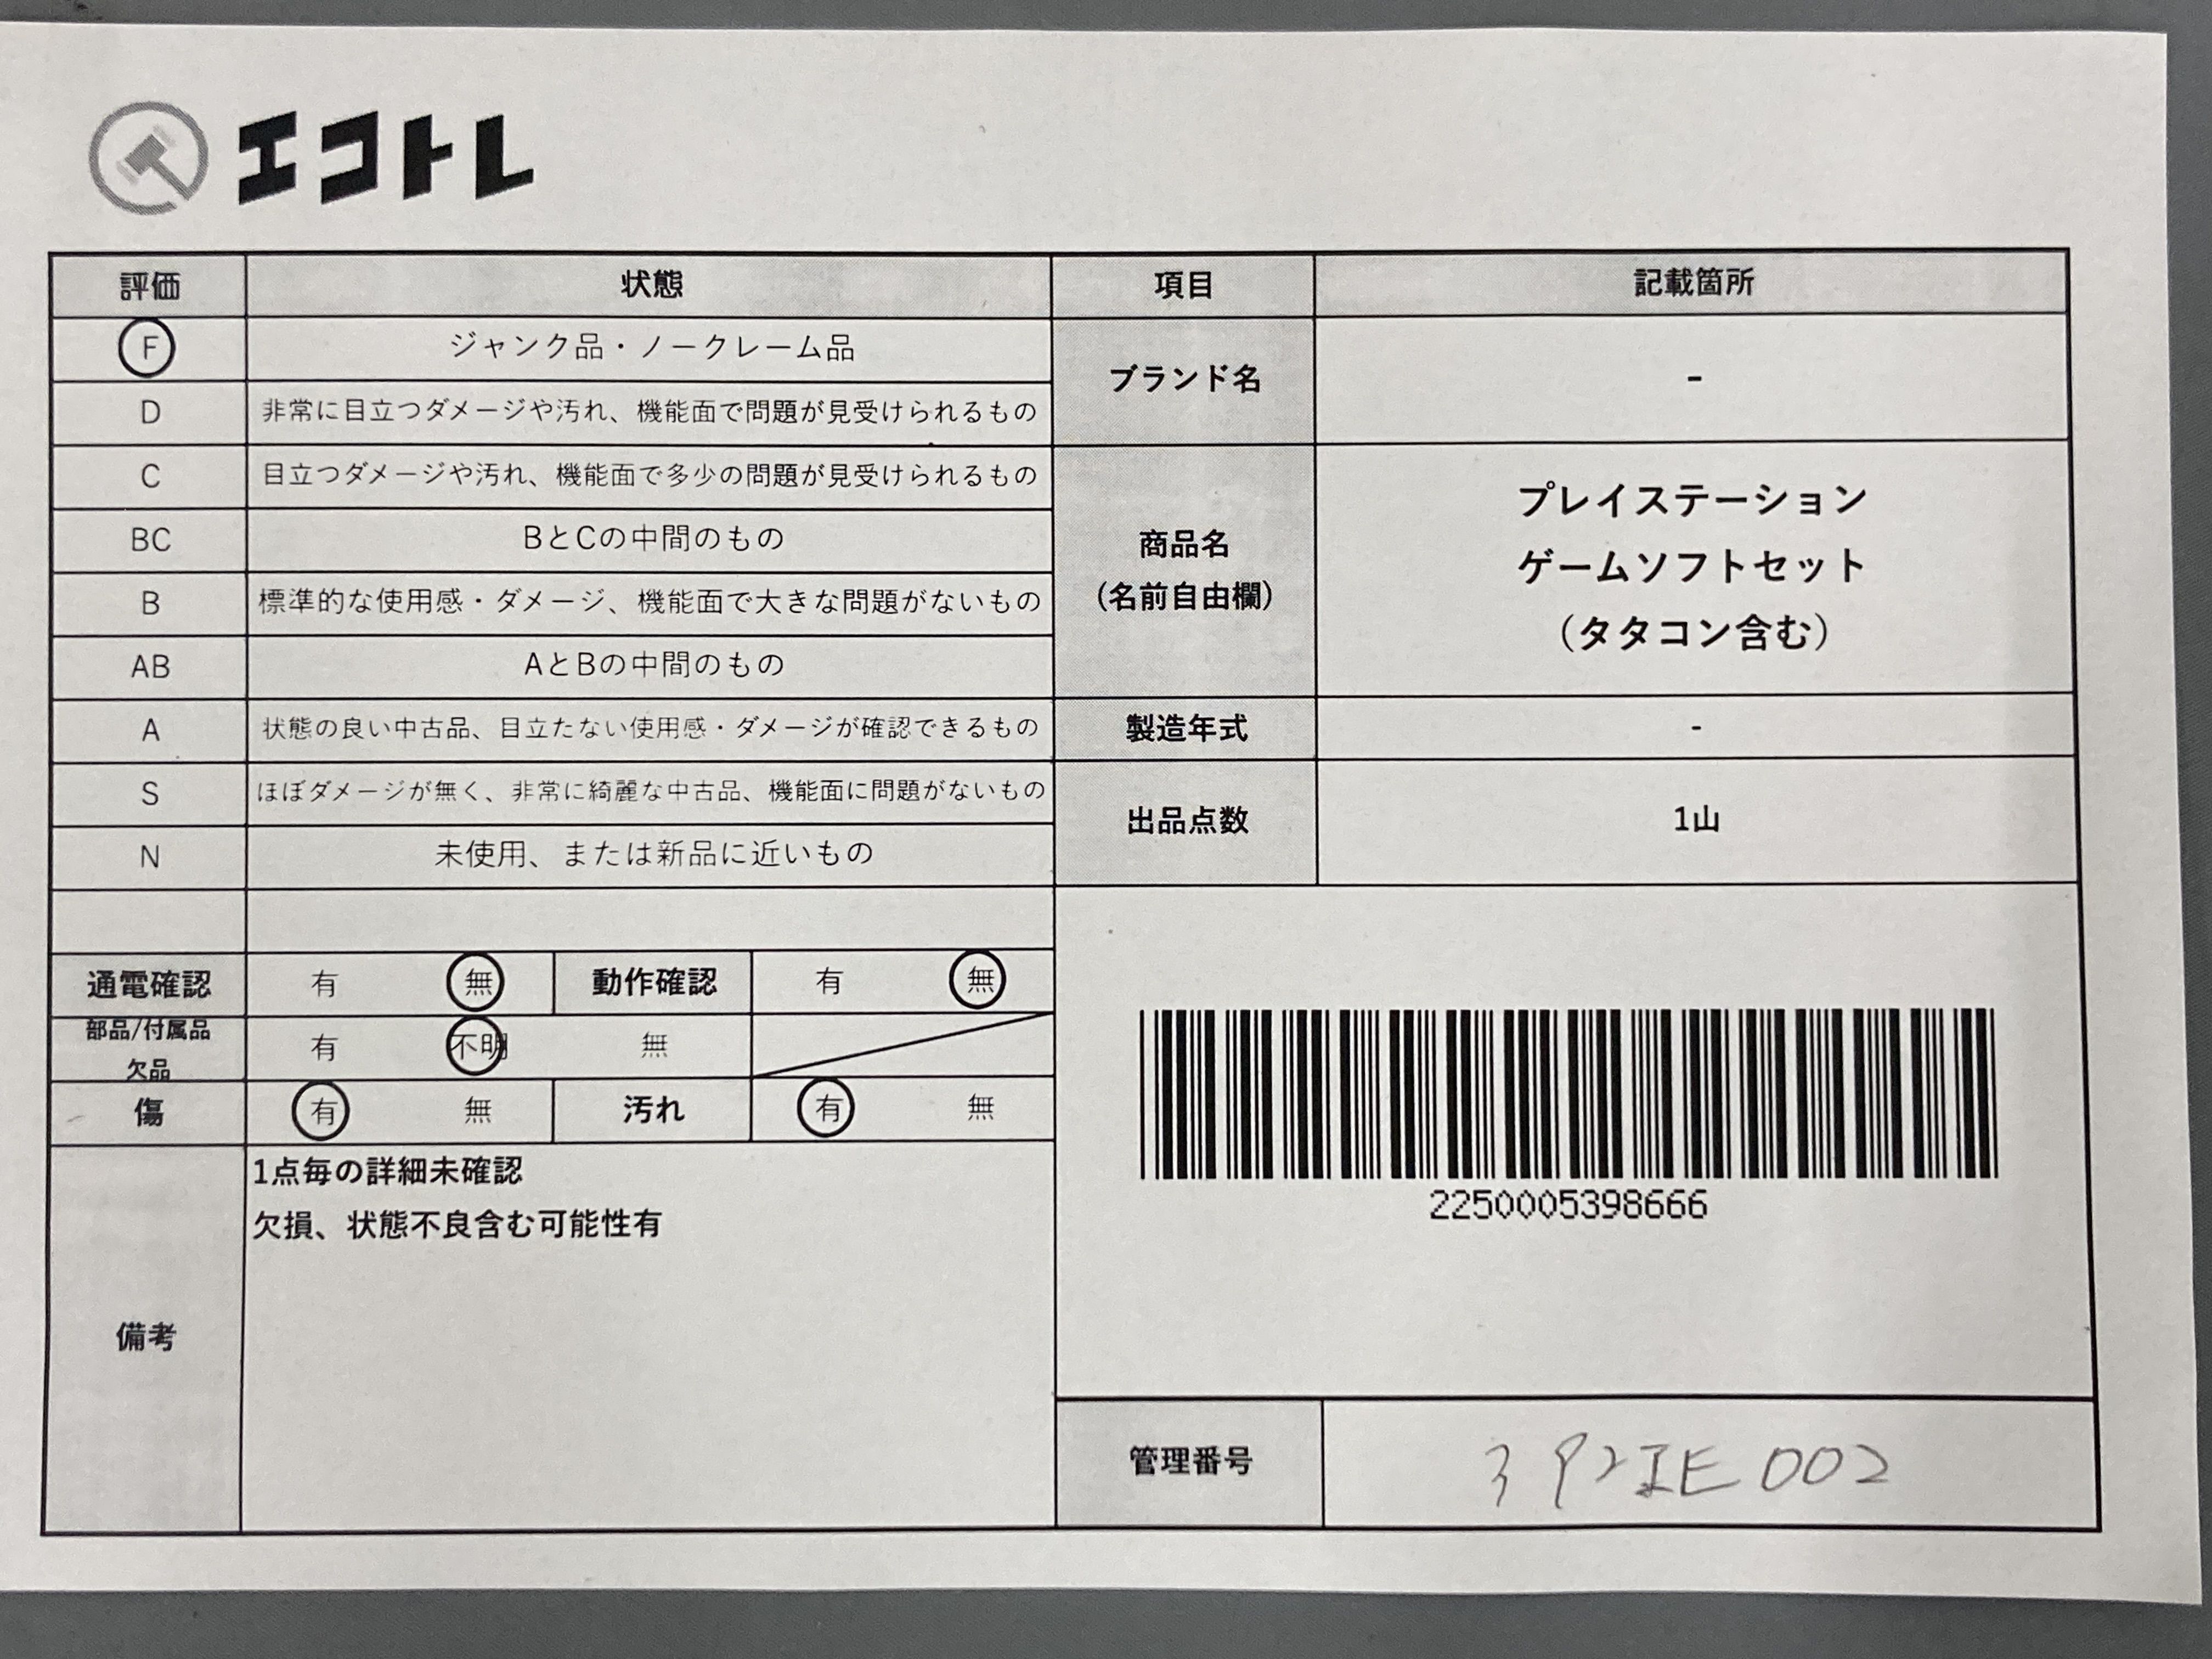 エコトレ
評価 状態 項目 記載箇所
F ジャンク品・ノークレーム品
D 非常に目立つダメージや汚れ、機能面で問題が見受けられるもの
ブランド名 -
C 目立つダメージや汚れ、機能面で多少の問題が見受けられるもの
BC BとCの中間のもの
B 標準的な使用感・ダメージ、機能面で大きな問題がないもの
AB AとBの中間のもの
商品名
(名前自由欄)
プレイステーション
ゲームソフトセット
（タタコン含む）
A 状態の良い中古品、目立たない使用感・ダメージが確認できるもの
製造年式 -
S ほぼダメージが無く、非常に綺麗な中古品、機能面に問題がないもの
N 未使用、または新品に近いもの
出品点数 1山
通電確認 有 無 動作確認 有 無
部品/付属品
欠品
有 不明 無
傷 有 無 汚れ 有 無
備考
1点毎の詳細未確認
欠損、状態不良含む可能性有
2250005398666
管理番号